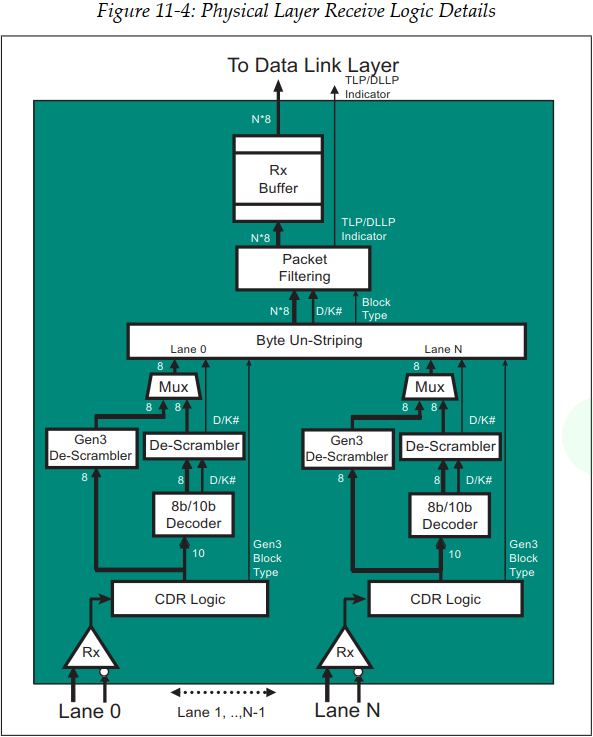 Figure 11-4: Physical Layer Receive Logic Details
To Data Link Layer
TLP/DLLP
Indicator
N*8
Rx
Buffer
N*8
TLP/DLLP
Indicator
Packet
Filtering
N*8
D/K#
Block
Type
Byte Un-Striping
Lane 0
Lane N
8
Mux
8
8
D/K#
Gen3
De-Scrambler
De-Scrambler
8
8
D/K#
8b/10b
Decoder
10
Gen3
Block
Type
CDR Logic
Rx
Lane 0
Lane 1, ..,N-1
8
Mux
8
8
D/K#
Gen3
De-Scrambler
De-Scrambler
8
8
D/K#
8b/10b
Decoder
10
Gen3
Block
Type
CDR Logic
Rx
Lane N